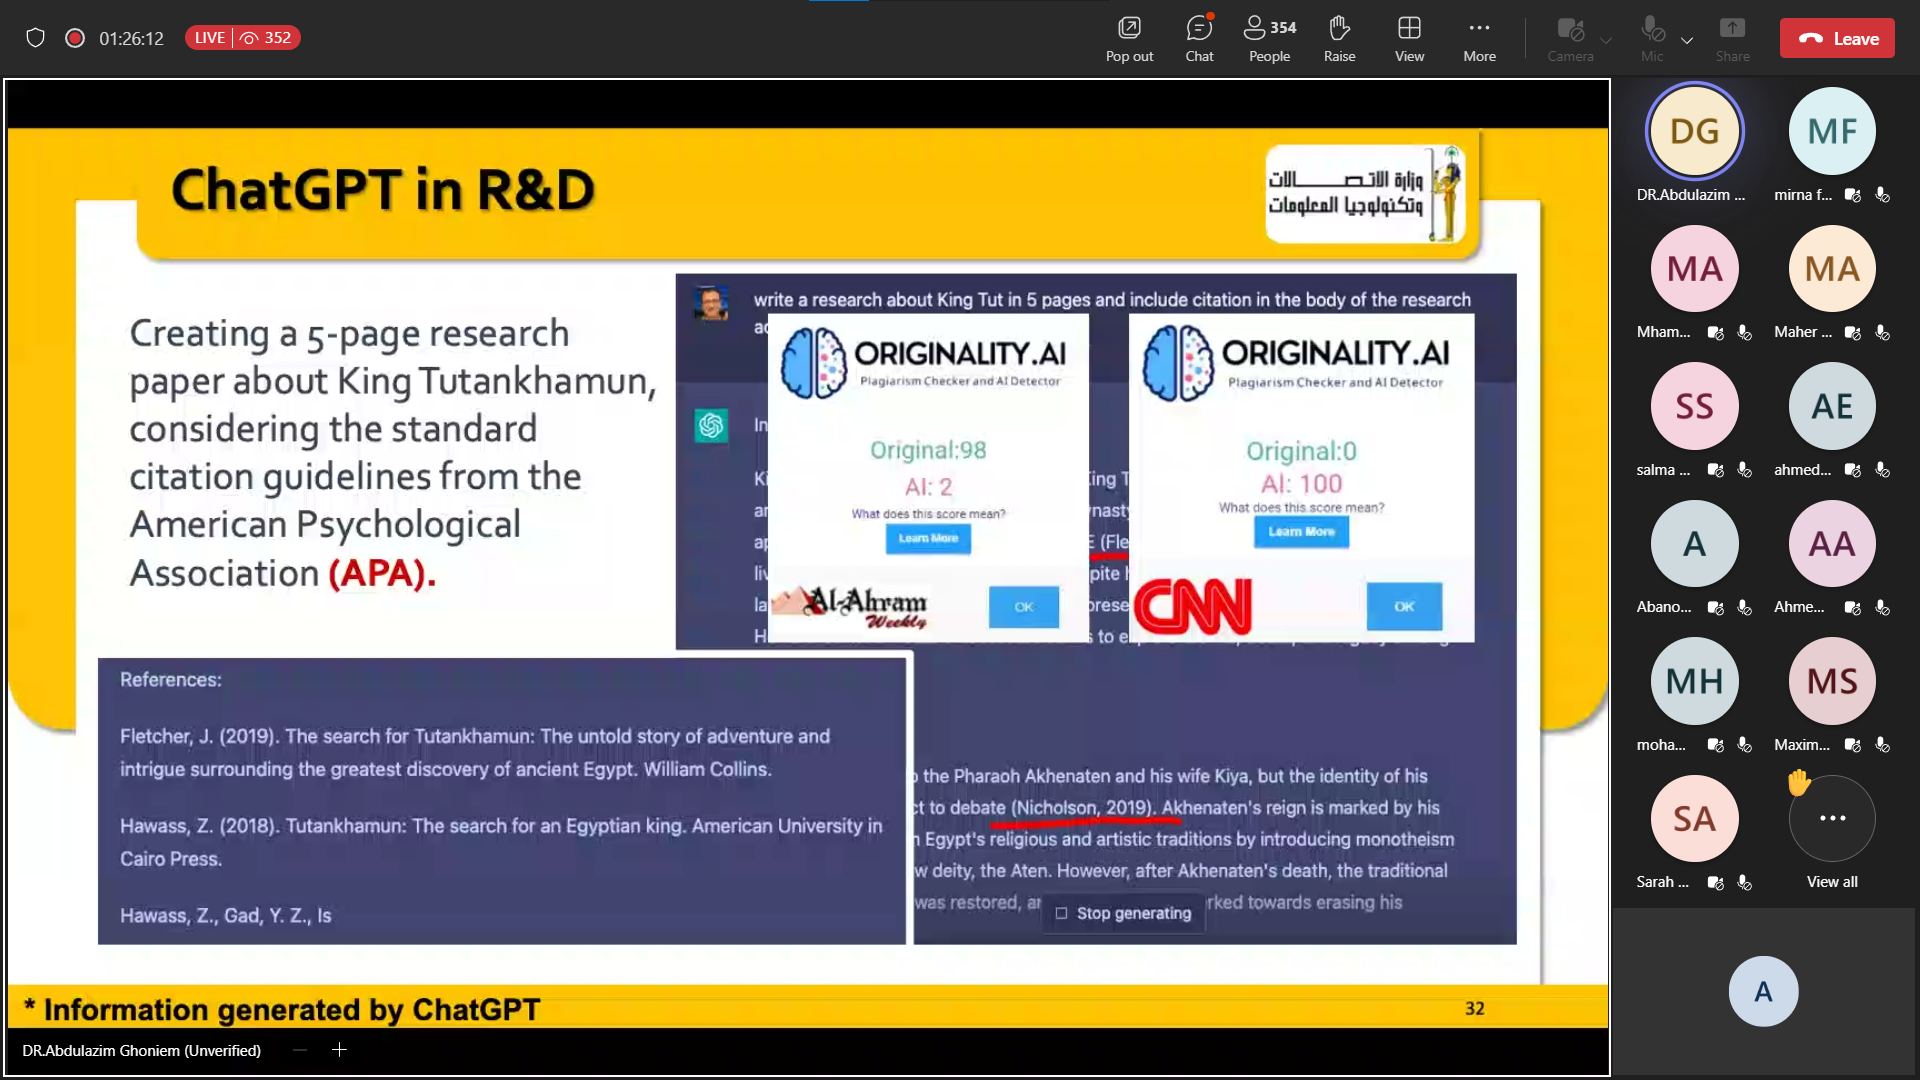 01:26:12
LIVE 352
Pop out
Chat
354
People
Raise
View
More
Camera
Mic
Share
Leave
ChatGPT in R&D
وزارة الاتصـــــــالات
وتكنولوجيا المعلومات
Creating a 5-page research
paper about King Tutankhamun,
considering the standard
citation guidelines from the
American Psychological
Association (APA).
write a research about King Tut in 5 pages and include citation in the body of the research
ORIGINALITY.AI
Plagiarism Checker and AI Detector
Original:98
AI: 2
What does this score mean?
Learn More
Al-Ahram
Weekly
OK
ORIGINALITY.AI
Plagiarism Checker and AI Detector
Original:0
AI: 100
What does this score mean?
Learn More
CNN
OK
References:
Fletcher, J. (2019). The search for Tutankhamun: The untold story of adventure and
intrigue surrounding the greatest discovery of ancient Egypt. William Collins.
Hawass, Z. (2018). Tutankhamun: The search for an Egyptian king. American University in
Cairo Press.
Hawass, Z., Gad, Y. Z., Is
the Pharaoh Akhenaten and his wife Kiya, but the identity of his
to debate (Nicholson, 2019). Akhenaten's reign is marked by his
Egypt's religious and artistic traditions by introducing monotheism
deity, the Aten. However, after Akhenaten's death, the traditional
was restored, towards erasing his
Stop generating
* Information generated by ChatGPT
32
DR.Abdulazim Ghoniem (Unverified)
DG
DR.Abdulazim ...
MF
mirna f...
MA
Mham...
MA
Maher ...
SS
salma ...
AE
ahmed...
A
Abano...
AA
Ahme...
MH
moha...
MS
Maxim...
SA
Sarah ...
View all
A